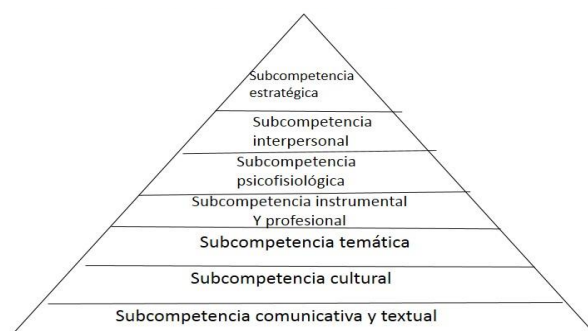 Subcompetencia
estratégica
Subcompetencia
interpersonal
Subcompetencia
psicofisiológica
Subcompetencia instrumental
Y profesional
Subcompetencia temática
Subcompetencia cultural
Subcompetencia comunicativa y textual